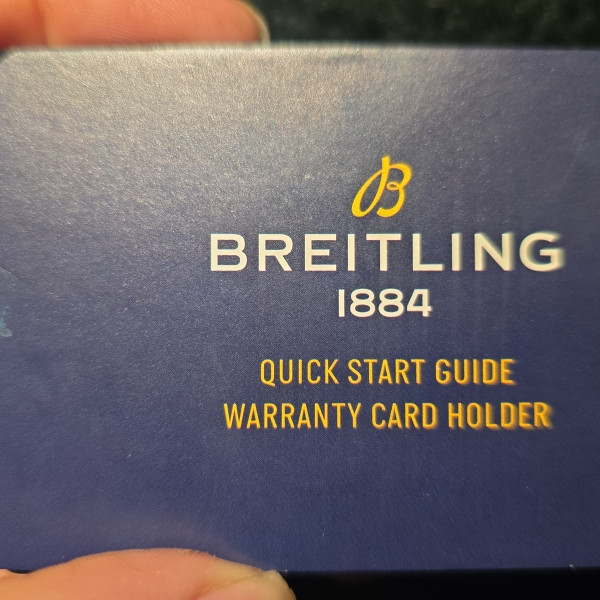 B
BREITLING
1884
QUICK START GUIDE
WARRANTY CARD HOLDER